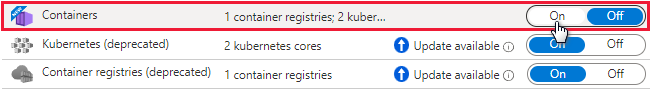 Containers 1 container registries; 2 kuber... On Off
Kubernetes (deprecated) 2 kubernetes cores Update available On Off
Container registries (deprecated) 1 container registries Update available On Off